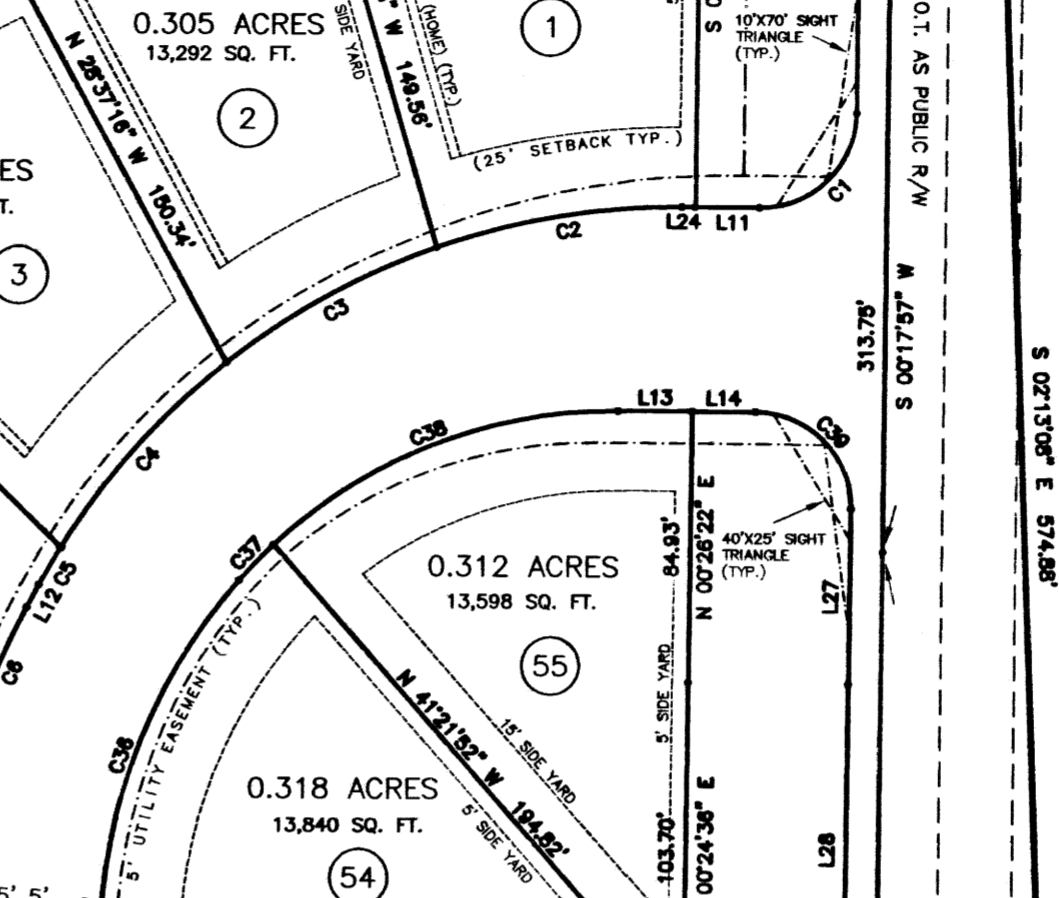 0.305 ACRES
13,292 SQ. FT.
2
SIDE YARD
N 28°37'16" W 150.34'
W 149.56'
(HOME) (TYP.)
1
(25' SETBACK TYP.)
10'X70' SIGHT
TRIANGLE
(TYP.)
O.T. AS PUBLIC R/W
ES
T.
3
C1
C2
L24
L11
C3
C4
C5
L12
C6
313.75'
S 00°17'57" W
S 02°13'08" E 574.88'
L13
L14
C38
C39
C37
C36
40'X25' SIGHT
TRIANGLE
(TYP.)
84.93'
N 00°26'22" E
L27
L28
0.312 ACRES
13,598 SQ. FT.
55
5' SIDE YARD
15' SIDE YARD
N 41°21'52" W 194.82'
5' SIDE YARD
5' UTILITY EASEMENT (TYP.)
0.318 ACRES
13,840 SQ. FT.
54
103.70'
00°24'36" E
5' 5'